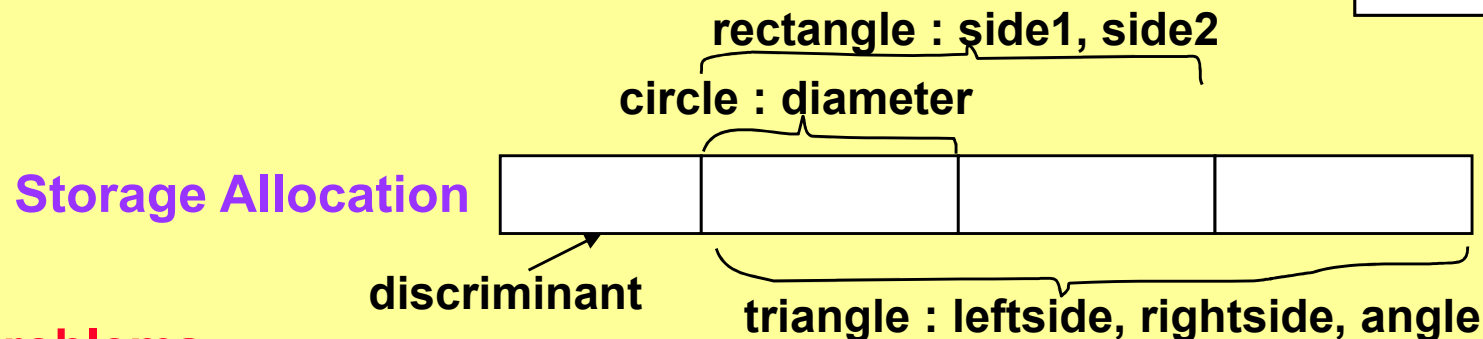 rectangle : side1, side2
circle : diameter
Storage Allocation
discriminant
triangle : leftside, rightside, angle